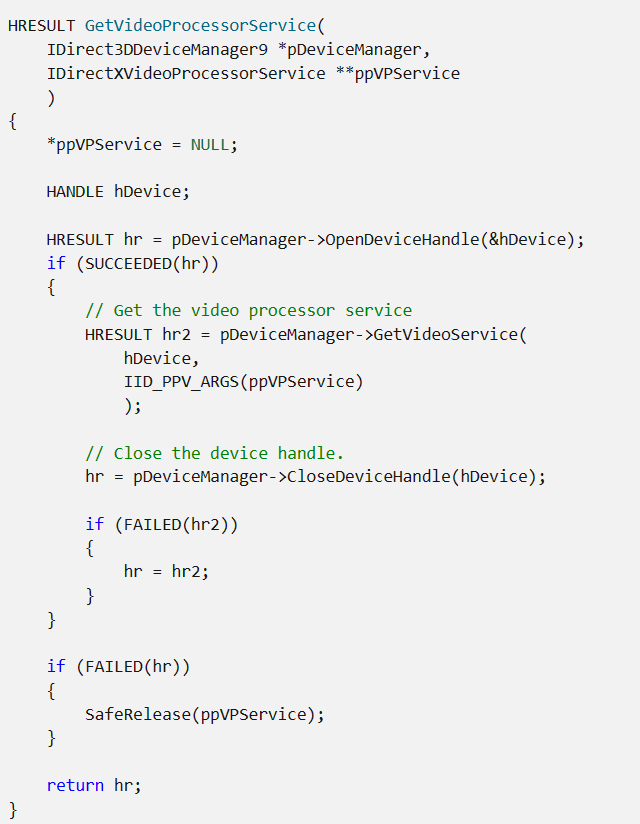 HRESULT GetVideoProcessorService(
    IDirect3DDeviceManager9 *pDeviceManager,
    IDirectXVideoProcessorService **ppVPService
    )
{
    *ppVPService = NULL;

    HANDLE hDevice;

    HRESULT hr = pDeviceManager->OpenDeviceHandle(&hDevice);
    if (SUCCEEDED(hr))
    {
        // Get the video processor service
        HRESULT hr2 = pDeviceManager->GetVideoService(
            hDevice,
            IID_PPV_ARGS(ppVPService)
            );

        // Close the device handle.
        hr = pDeviceManager->CloseDeviceHandle(hDevice);

        if (FAILED(hr2))
        {
            hr = hr2;
        }
    }

    if (FAILED(hr))
    {
        SafeRelease(ppVPService);
    }

    return hr;
}